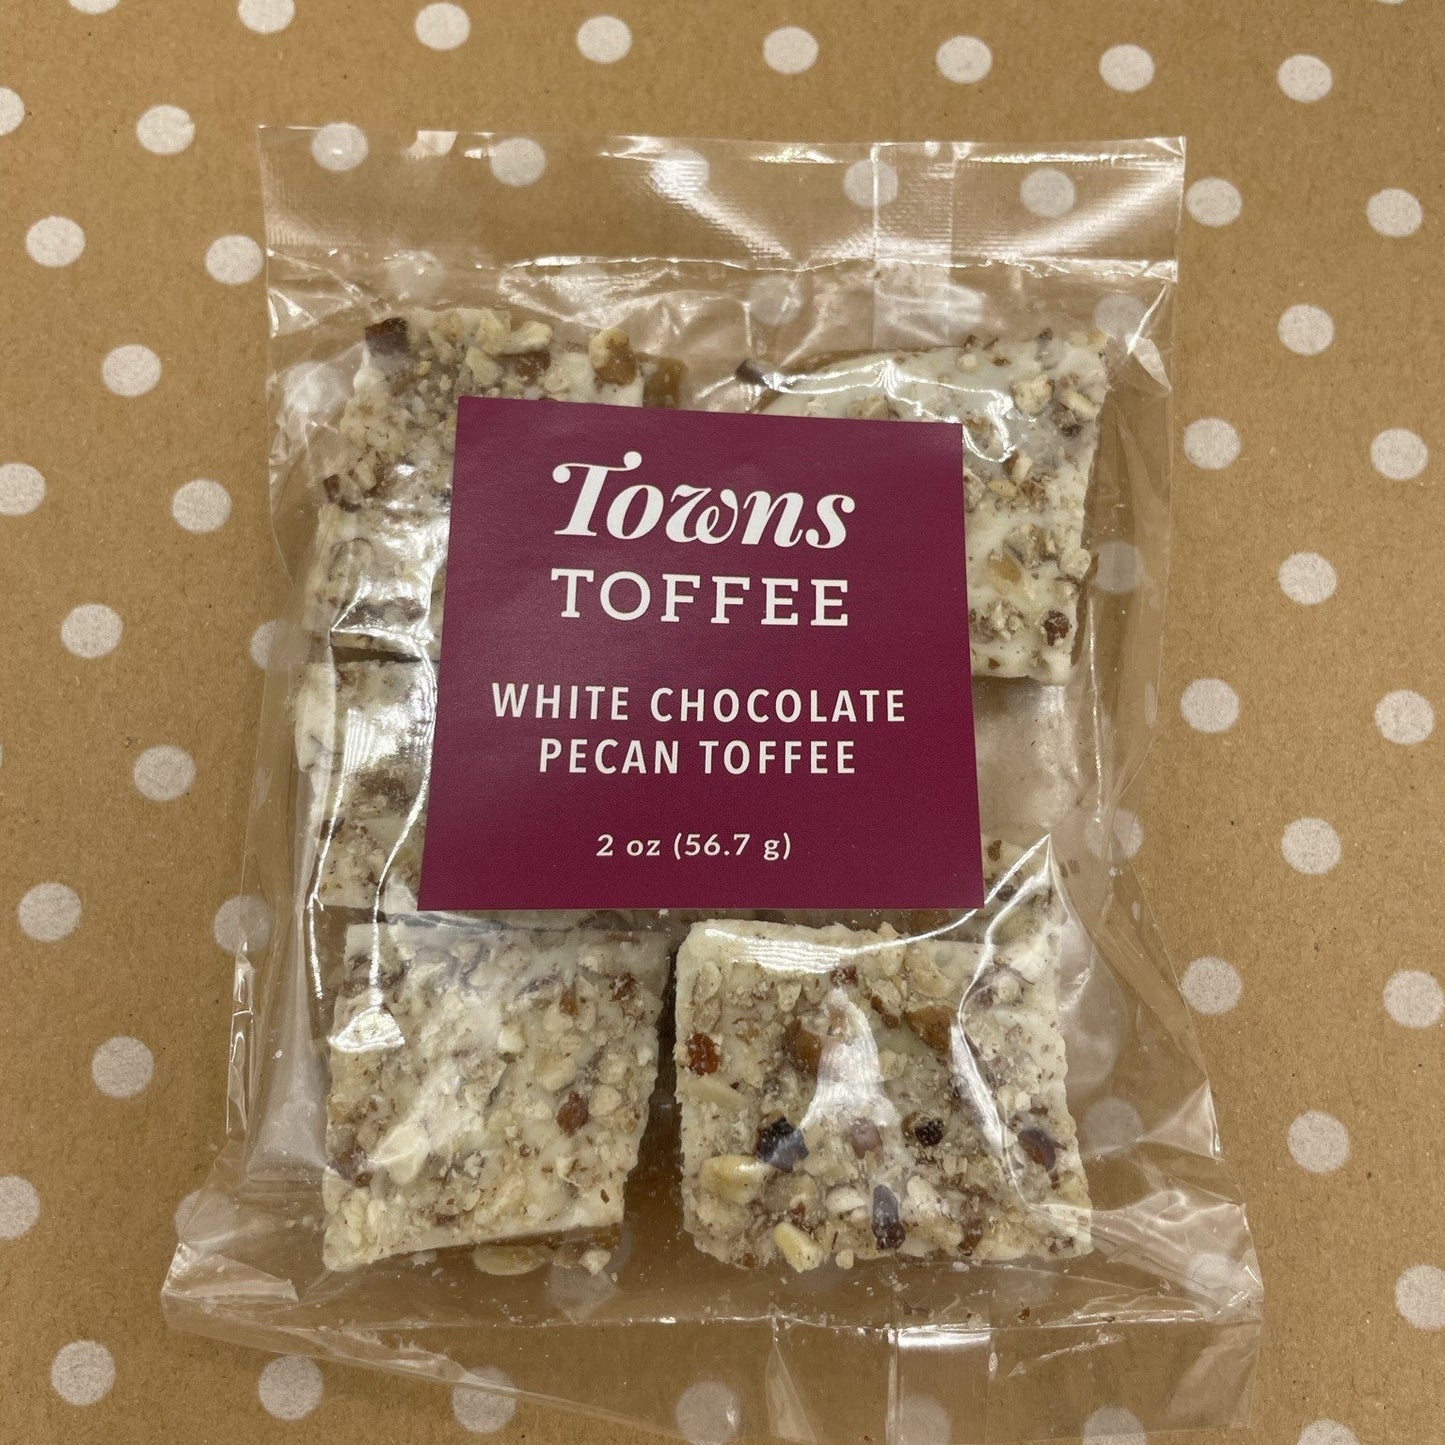 Towns
TOFFEE
WHITE CHOCOLATE
PECAN TOFFEE
2 oz (56.7 g)